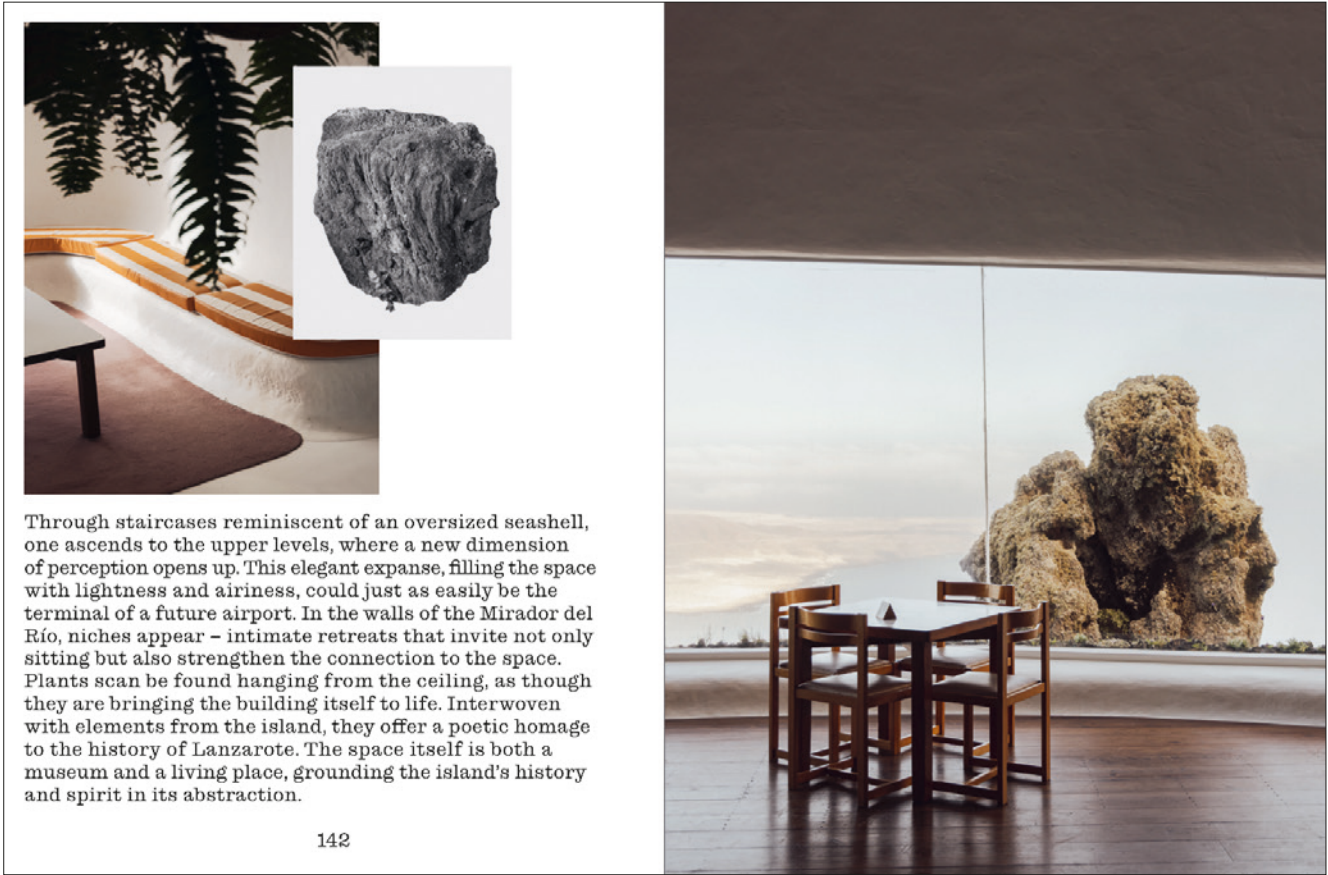 Through staircases reminiscent of an oversized seashell,
one ascends to the upper levels, where a new dimension
of perception opens up. This elegant expanse, filling the space
with lightness and airiness, could just as easily be the
terminal of a future airport. In the walls of the Mirador del
Río, niches appear – intimate retreats that invite not only
sitting but also strengthen the connection to the space.
Plants scan be found hanging from the ceiling, as though
they are bringing the building itself to life. Interwoven
with elements from the island, they offer a poetic homage
to the history of Lanzarote. The space itself is both a
museum and a living place, grounding the island's history
and spirit in its abstraction.
142